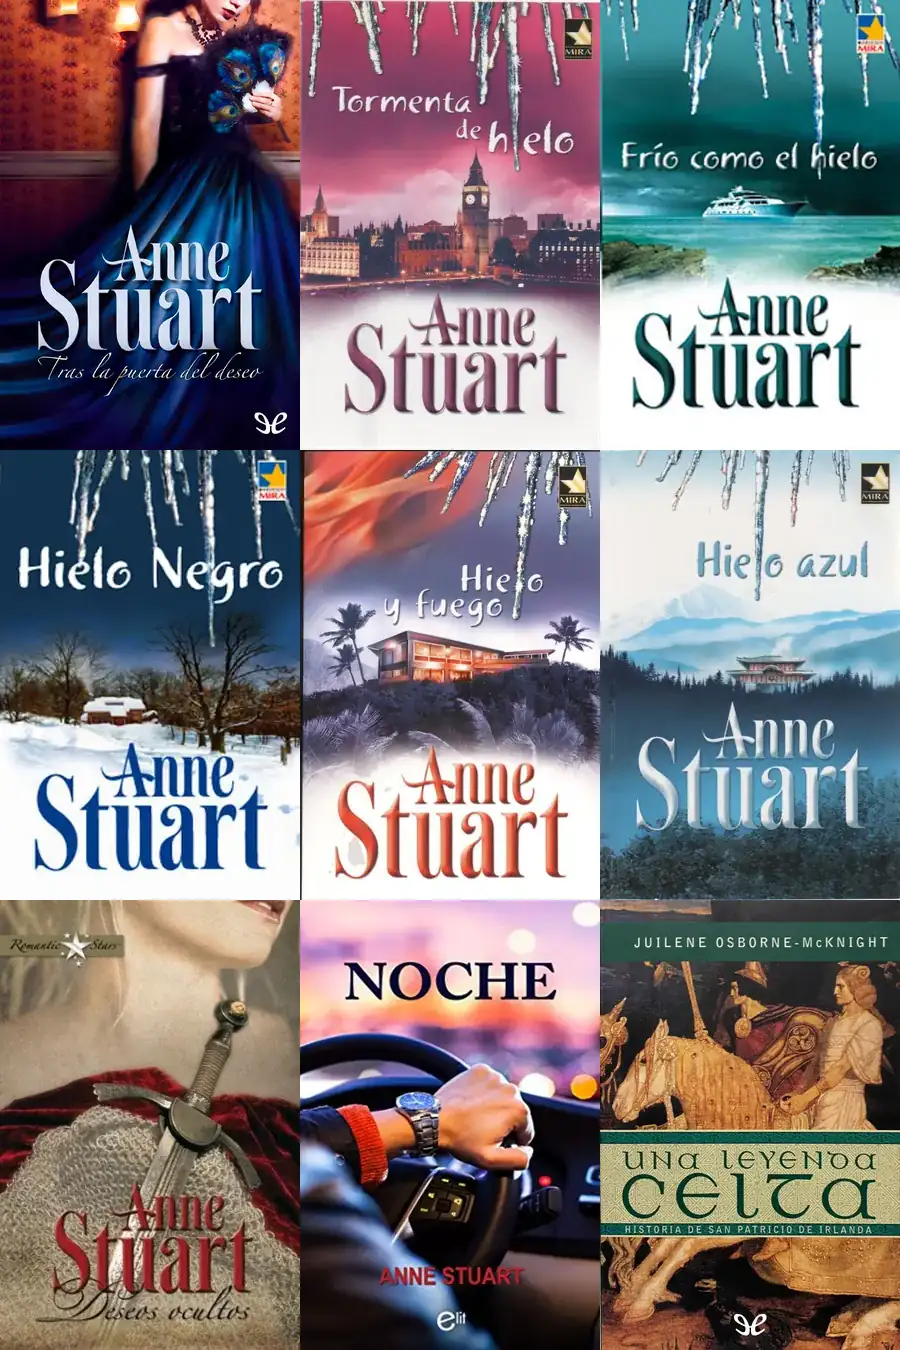 Anne
Stuart
Tras la puerta del deseo
MIRA
Tormenta
de hielo
Anne
Stuart
MIRA
Frío como el hielo
Anne
Stuart
MIRA
Hielo Negro
Anne
Stuart
MIRA
Hielo
y fuego
Anne
Stuart
MIRA
Hielo azul
Anne
Stuart
Romantic Stars
Anne
Stuart
Deseos ocultos
NOCHE
ANNE STUART
elit
JUILENE OSBORNE-McKNIGHT
UNA LEYENDA
CELTA
HISTORIA DE SAN PATRICIO DE IRLANDA